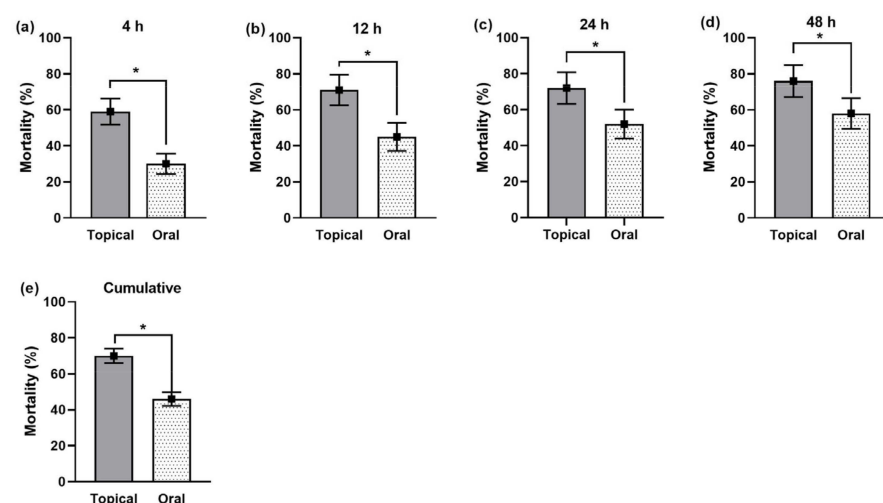 (a)
4 h
Mortality (%)
100
80
60
40
20
0
*
Topical
Oral
(b)
12 h
Mortality (%)
100
80
60
40
20
0
*
Topical
Oral
(c)
24 h
Mortality (%)
100
80
60
40
20
0
*
Topical
Oral
(d)
48 h
Mortality (%)
100
80
60
40
20
0
*
Topical
Oral
(e)
Cumulative
Mortality (%)
100
80
60
40
20
0
*
Topical
Oral